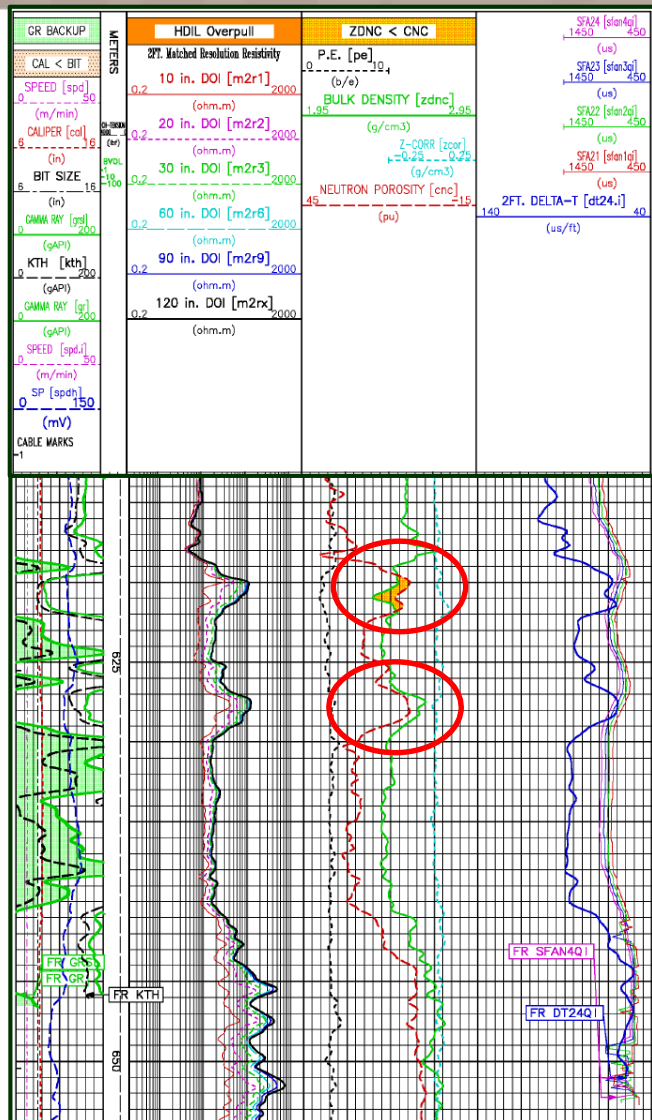 GR BACKUP
CAL < BIT
SPEED [spd]
0 50
(m/min)
CALIPER [cal]
6 16
(in)
BIT SIZE
6 16
(in)
GAMMA RAY [grsl]
0 200
(gAPI)
KTH [kth]
0 200
(gAPI)
GAMMA RAY [gr]
0 200
(gAPI)
SPEED [spd.i]
0 50
(m/min)
SP [spdh]
0 150
(mV)
CABLE MARKS
1
METERS
(lbf)
BVOL
1
10
100
HDIL Overpull
2FT. Matched Resolution Resistivity
10 in. DOI [m2r1]
0.2 2000
(ohm.m)
20 in. DOI [m2r2]
0.2 2000
(ohm.m)
30 in. DOI [m2r3]
0.2 2000
(ohm.m)
60 in. DOI [m2r6]
0.2 2000
(ohm.m)
90 in. DOI [m2r9]
0.2 2000
(ohm.m)
120 in. DOI [m2rx]
0.2 2000
(ohm.m)
ZDNC < CNC
P.E. [pe]
0 10
(b/e)
BULK DENSITY [zdnc]
1.95 2.95
(g/cm3)
Z-CORR [zcor]
-0.25 0.25
(g/cm3)
NEUTRON POROSITY [cnc]
45 -15
(pu)
SFA24 [sfan4qi]
1450 450
(us)
SFA23 [sfan3qi]
1450 450
(us)
SFA22 [sfan2qi]
1450 450
(us)
SFA21 [sfan1qi]
1450 450
(us)
2FT. DELTA-T [dt24.i]
140 40
(us/ft)
625
FR GR
FR GR
FR KTH
FR SFAN4QI
FR DT24QI
650